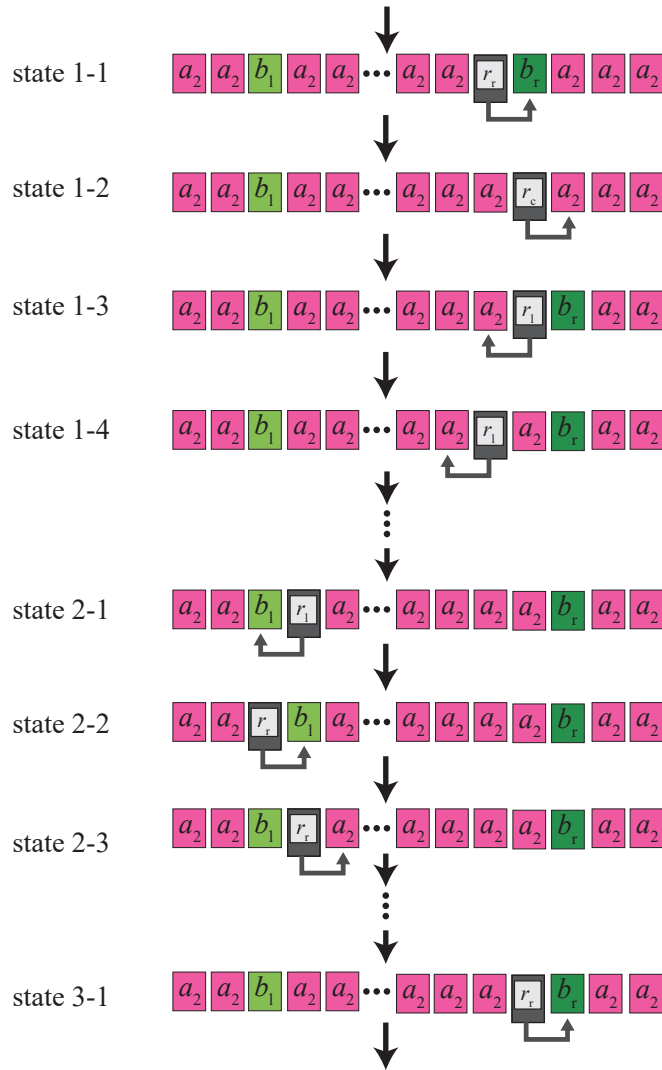 state 1-1 a₂ a₂ b₁ a₂ a₂ ••• a₂ a₂ rᵣ bᵣ a₂ a₂ a₂
state 1-2 a₂ a₂ b₁ a₂ a₂ ••• a₂ a₂ a₂ r꜀ a₂ a₂ a₂
state 1-3 a₂ a₂ b₁ a₂ a₂ ••• a₂ a₂ a₂ r₁ bᵣ a₂ a₂
state 1-4 a₂ a₂ b₁ a₂ a₂ ••• a₂ a₂ r₁ a₂ bᵣ a₂ a₂
state 2-1 a₂ a₂ b₁ r₁ a₂ ••• a₂ a₂ a₂ a₂ bᵣ a₂ a₂
state 2-2 a₂ a₂ rᵣ b₁ a₂ ••• a₂ a₂ a₂ a₂ bᵣ a₂ a₂
state 2-3 a₂ a₂ b₁ rᵣ a₂ ••• a₂ a₂ a₂ a₂ bᵣ a₂ a₂
state 3-1 a₂ a₂ b₁ a₂ a₂ ••• a₂ a₂ a₂ rᵣ bᵣ a₂ a₂